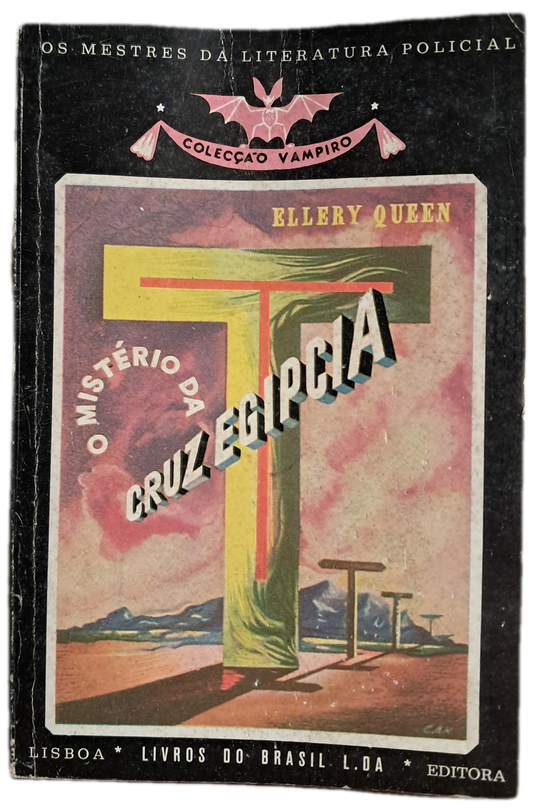 OS MESTRES DA LITERATURA POLICIAL
COLECÇÃO VAMPIRO
ELLERY QUEEN
O MISTÉRIO DA
CRUZ EGIPCIA
LISBOA * LIVROS DO BRASIL L.DA * EDITORA